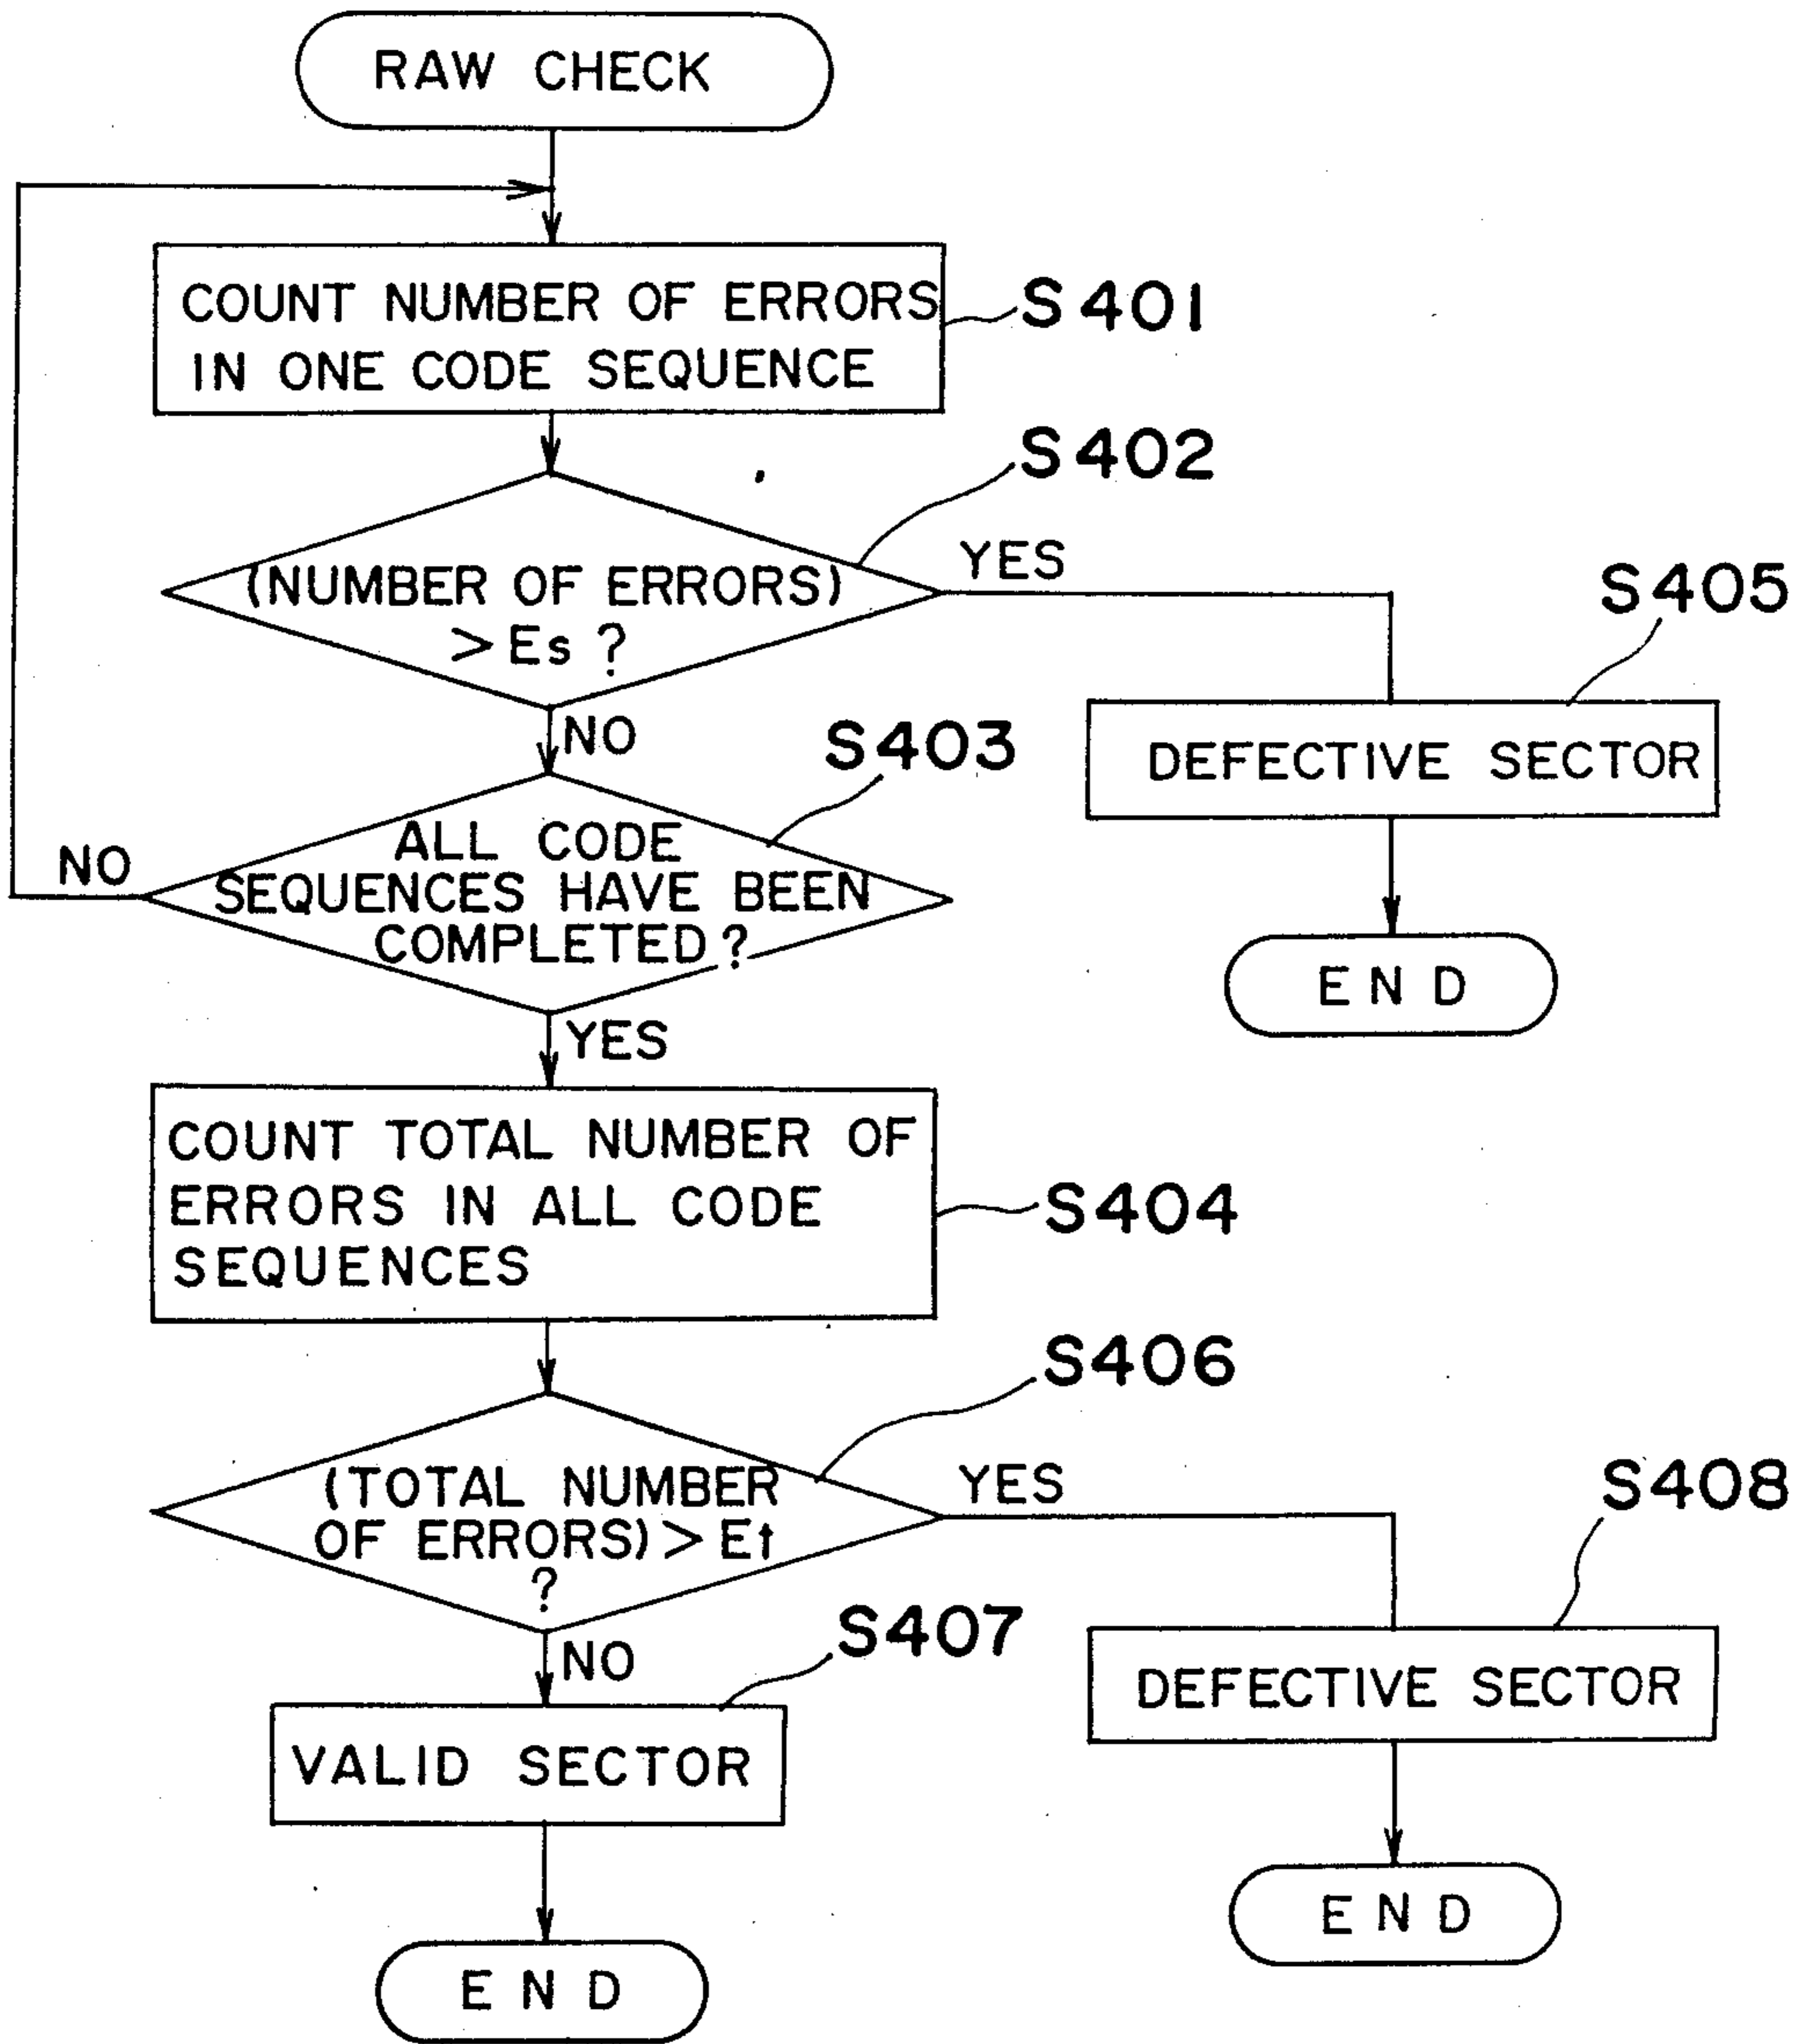 RAW CHECK
COUNT NUMBER OF ERRORS
IN ONE CODE SEQUENCE
S401
S402
(NUMBER OF ERRORS)
> Es ?
YES
NO
S405
DEFECTIVE SECTOR
END
S403
ALL CODE
SEQUENCES HAVE BEEN
COMPLETED ?
NO
YES
COUNT TOTAL NUMBER OF
ERRORS IN ALL CODE
SEQUENCES
S404
S406
(TOTAL NUMBER
OF ERRORS) > Et
?
YES
NO
S408
DEFECTIVE SECTOR
END
S407
VALID SECTOR
END